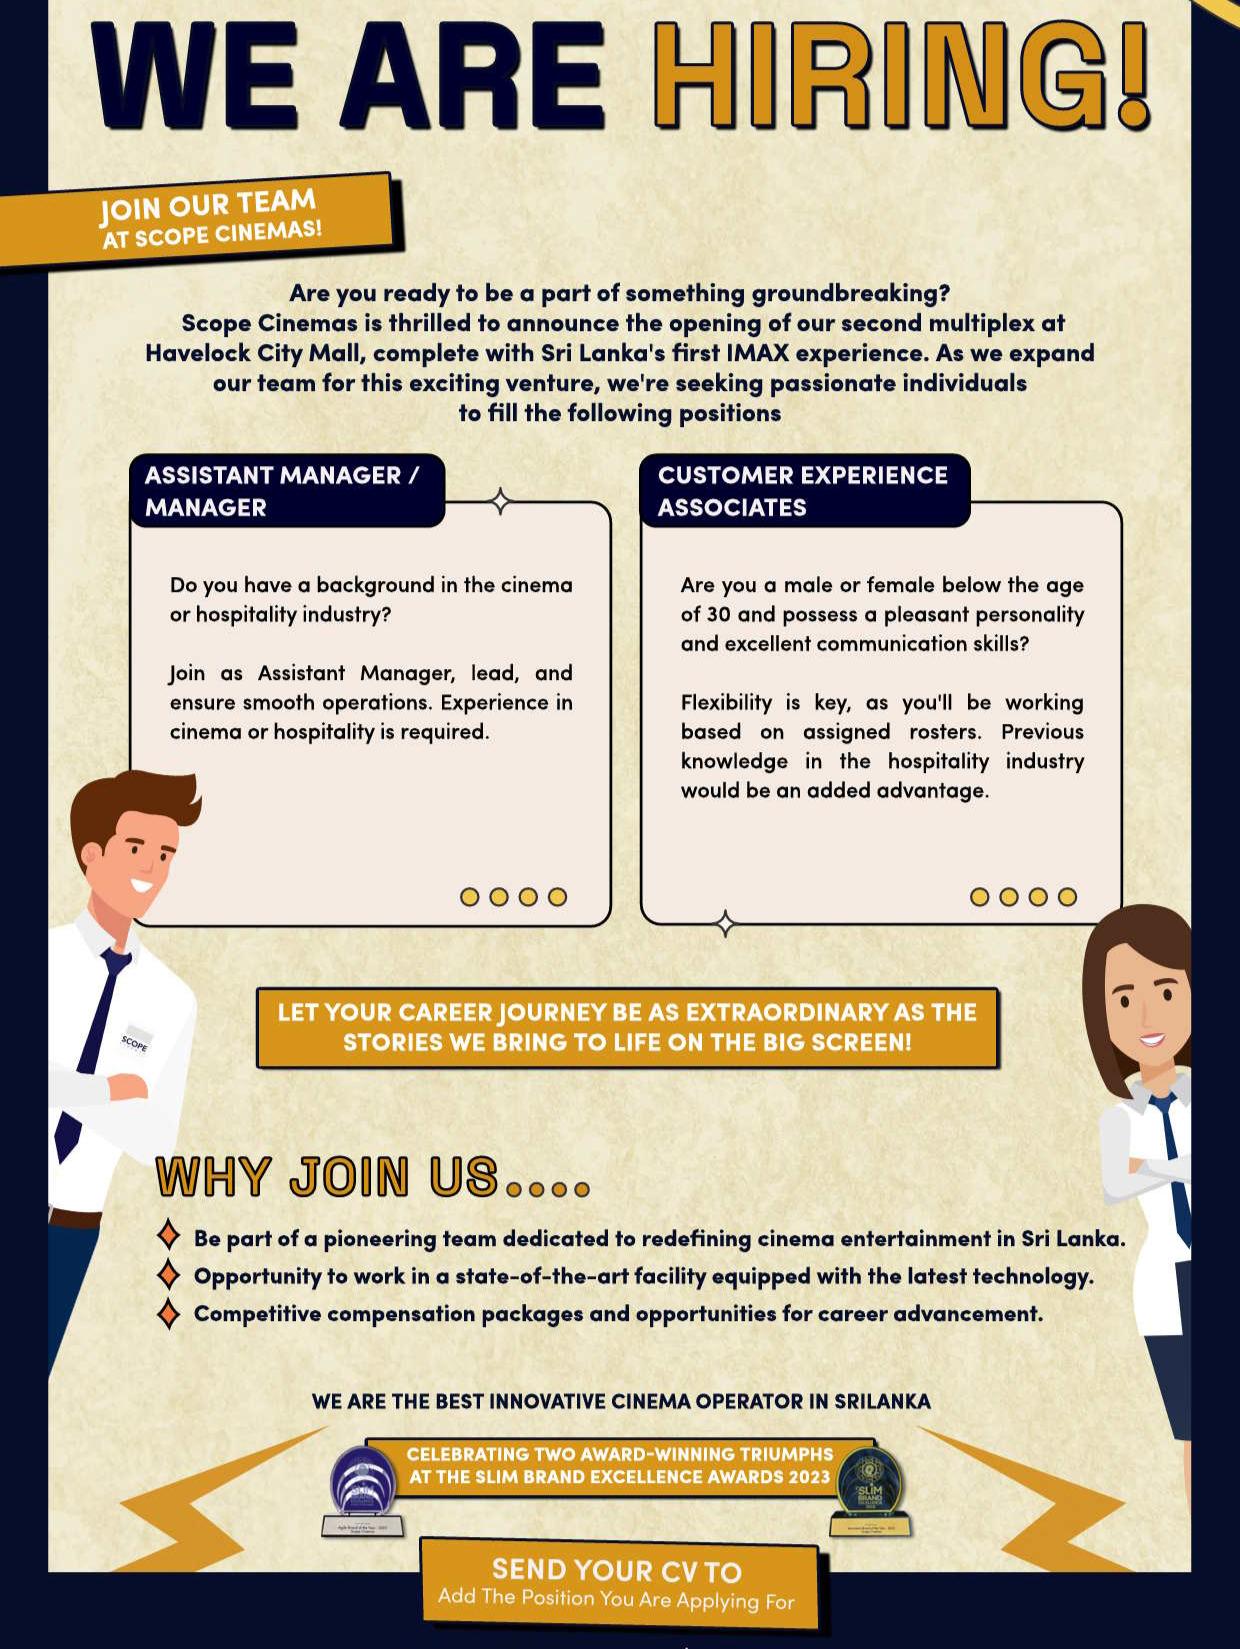 WE ARE HIRING!
JOIN OUR TEAM
AT SCOPE CINEMAS!
Are you ready to be a part of something groundbreaking?
Scope Cinemas is thrilled to announce the opening of our second multiplex at
Havelock City Mall, complete with Sri Lanka's first IMAX experience. As we expand
our team for this exciting venture, we're seeking passionate individuals
to fill the following positions
ASSISTANT MANAGER /
MANAGER
Do you have a background in the cinema
or hospitality industry?
Join as Assistant Manager, lead, and
ensure smooth operations. Experience in
cinema or hospitality is required.
CUSTOMER EXPERIENCE
ASSOCIATES
Are you a male or female below the age
of 30 and possess a pleasant personality
and excellent communication skills?
Flexibility is key, as you'll be working
based on assigned rosters. Previous
knowledge in the hospitality industry
would be an added advantage.
SCOPE
LET YOUR CAREER JOURNEY BE AS EXTRAORDINARY AS THE
STORIES WE BRING TO LIFE ON THE BIG SCREEN!
WHY JOIN US....
Be part of a pioneering team dedicated to redefining cinema entertainment in Sri Lanka.
Opportunity to work in a state-of-the-art facility equipped with the latest technology.
Competitive compensation packages and opportunities for career advancement.
WE ARE THE BEST INNOVATIVE CINEMA OPERATOR IN SRILANKA
CELEBRATING TWO AWARD-WINNING TRIUMPHS
AT THE SLIM BRAND EXCELLENCE AWARDS 2023
SLIM
BRAND
SEND YOUR CV TO
Add The Position You Are Applying For